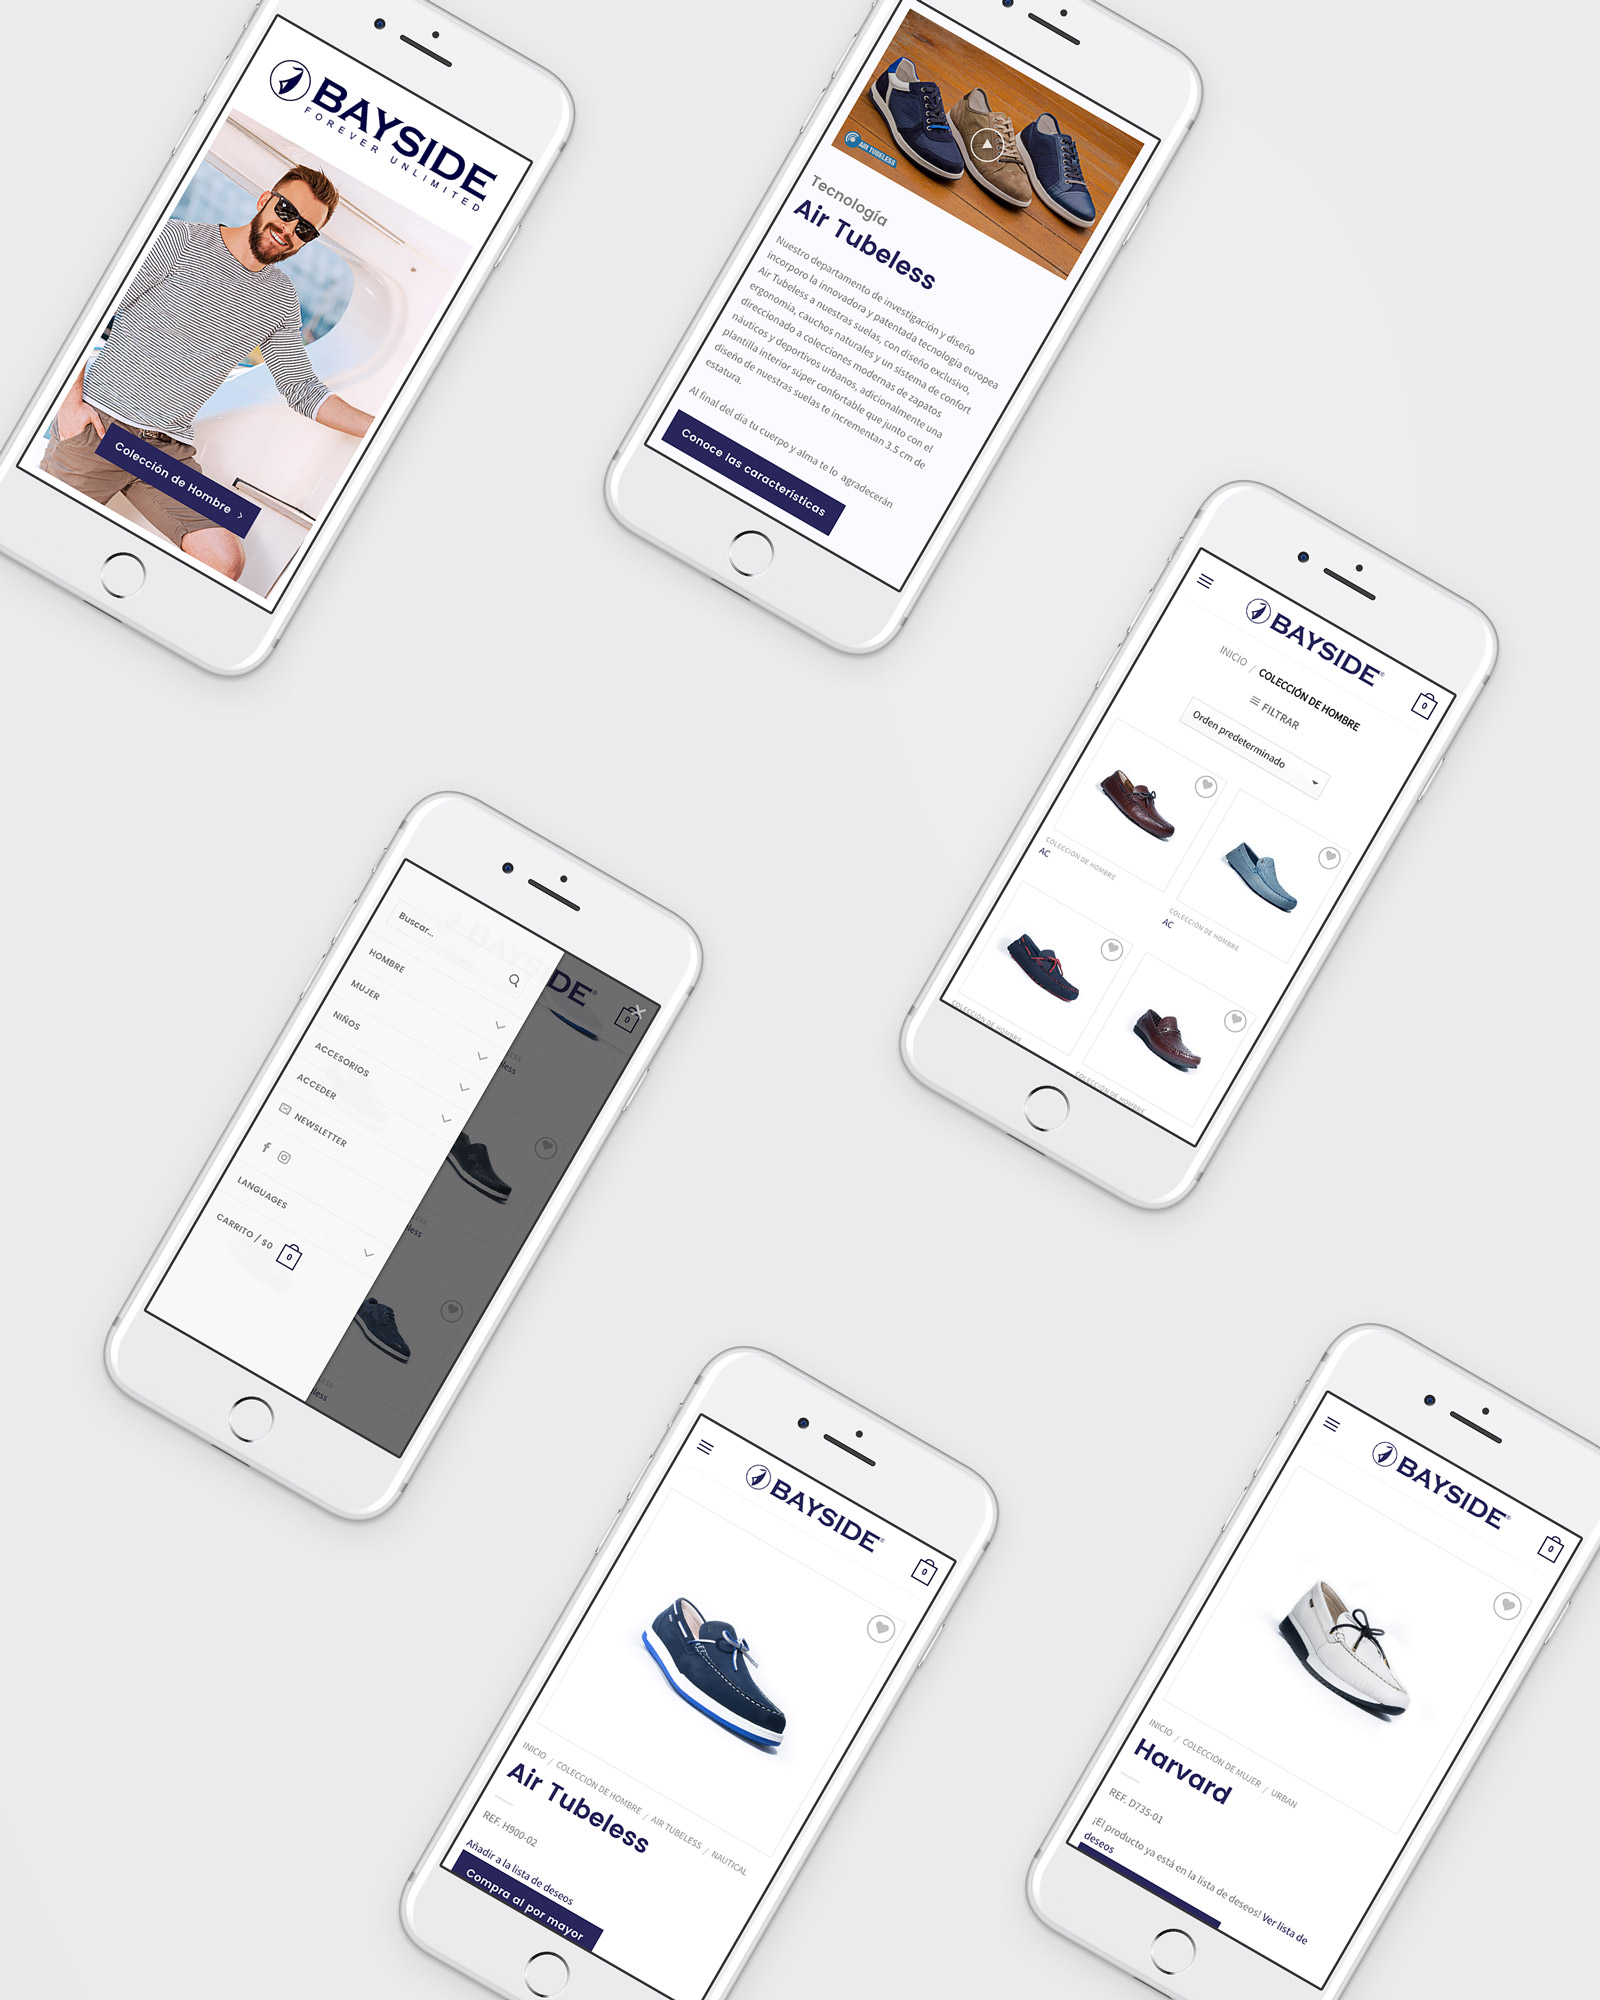 BAYSIDE
FOREVER UNLIMITED
Colección de Hombre
AIR TUBELESS
Tecnología
Air Tubeless
Nuestro departamento de investigación y diseño
incorporo la innovadora y patentada tecnología europea
Air Tubeless a nuestras suelas, con diseño exclusivo,
ergonomía, cauchos naturales y un sistema de confort
direccionado a colecciones modernas de zapatos
náuticos y deportivos urbanos, adicionalmente una
plantilla interior súper confortable que junto con el
diseño de nuestras suelas te incrementan 3.5 cm de
estatura.
Al final del día tu cuerpo y alma te lo agradecerán
Conoce las características
BAYSIDE®
0
INICIO / COLECCIÓN DE HOMBRE
FILTRAR
Orden predeterminado
COLECCIÓN DE HOMBRE
AC
COLECCIÓN DE HOMBRE
AC
COLECCIÓN DE HOMBRE
COLECCIÓN DE HOMBRE
Buscar...
HOMBRE
MUJER
NIÑOS
ACCESORIOS
ACCEDER
NEWSLETTER
LANGUAGES
CARRITO / $0
0
DE®
0
BAYSIDE®
0
INICIO / COLECCIÓN DE HOMBRE / AIR TUBELESS / NAUTICAL
Air Tubeless
REF. H900-02
Añadir a la lista de deseos
Compra al por mayor
BAYSIDE®
0
INICIO / COLECCIÓN DE MUJER / URBAN
Harvard
REF. D735-01
¡El producto ya está en la lista de deseos! Ver lista de
deseos